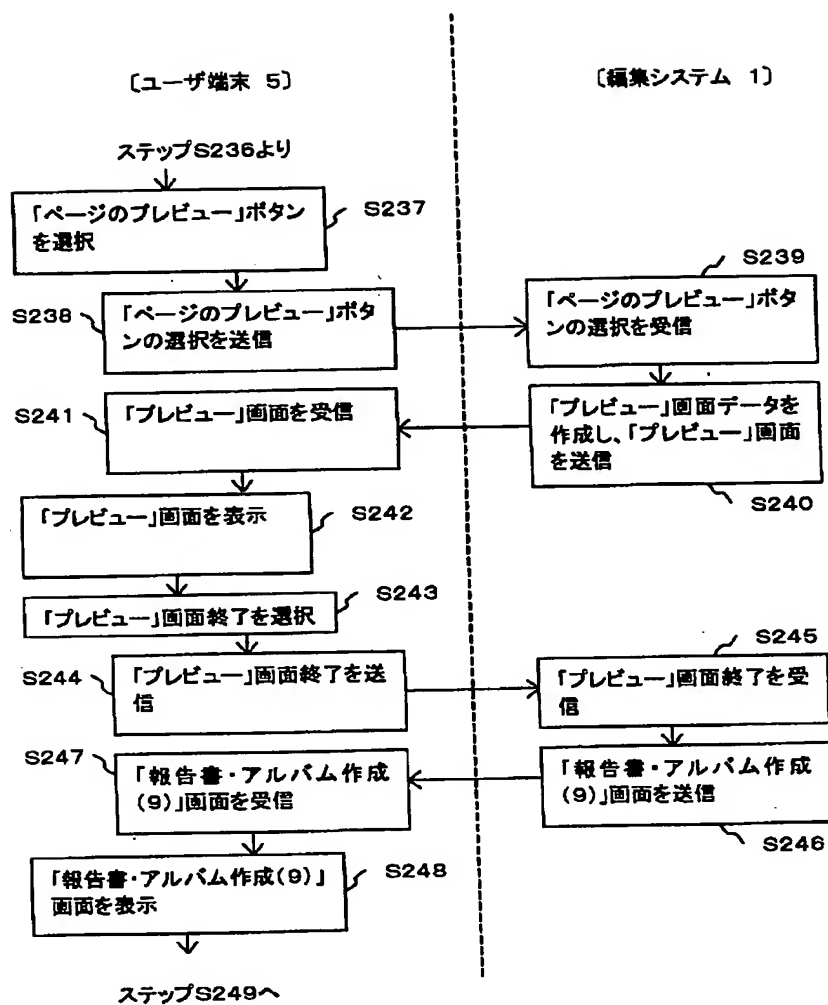 〔ユーザ端末 5〕
〔編集システム 1〕
ステップS236より
「ページのプレビュー」ボタン
を選択
S237
S238
「ページのプレビュー」ボタ
ンの選択を送信
S239
「ページのプレビュー」ボタ
ンの選択を受信
S241
「プレビュー」画面を受信
「プレビュー」画面データを
作成し、「プレビュー」画面
を送信
S240
「プレビュー」画面を表示
S242
「プレビュー」画面終了を選択
S243
S244
「プレビュー」画面終了を送
信
S245
「プレビュー」画面終了を受
信
S247
「報告書・アルバム作成
(9)」画面を受信
「報告書・アルバム作成
(9)」画面を送信
S246
「報告書・アルバム作成(9)」
画面を表示
S248
ステップS249へ